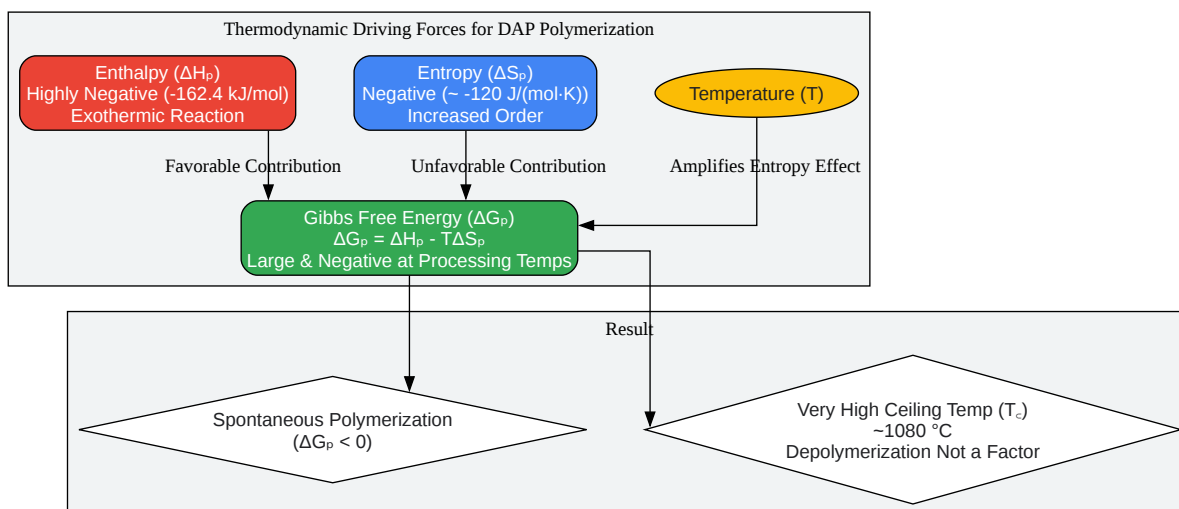 Thermodynamic Driving Forces for DAP Polymerization
Enthalpy (ΔHₚ)
Highly Negative (-162.4 kJ/mol)
Exothermic Reaction
Entropy (ΔSₚ)
Negative (~ -120 J/(mol·K))
Increased Order
Temperature (T)
Favorable Contribution
Unfavorable Contribution
Amplifies Entropy Effect
Gibbs Free Energy (ΔGₚ)
ΔGₚ = ΔHₚ - TΔSₚ
Large & Negative at Processing Temps
Result
Spontaneous Polymerization
(ΔGₚ < 0)
Very High Ceiling Temp (T꜀)
~1080 °C
Depolymerization Not a Factor